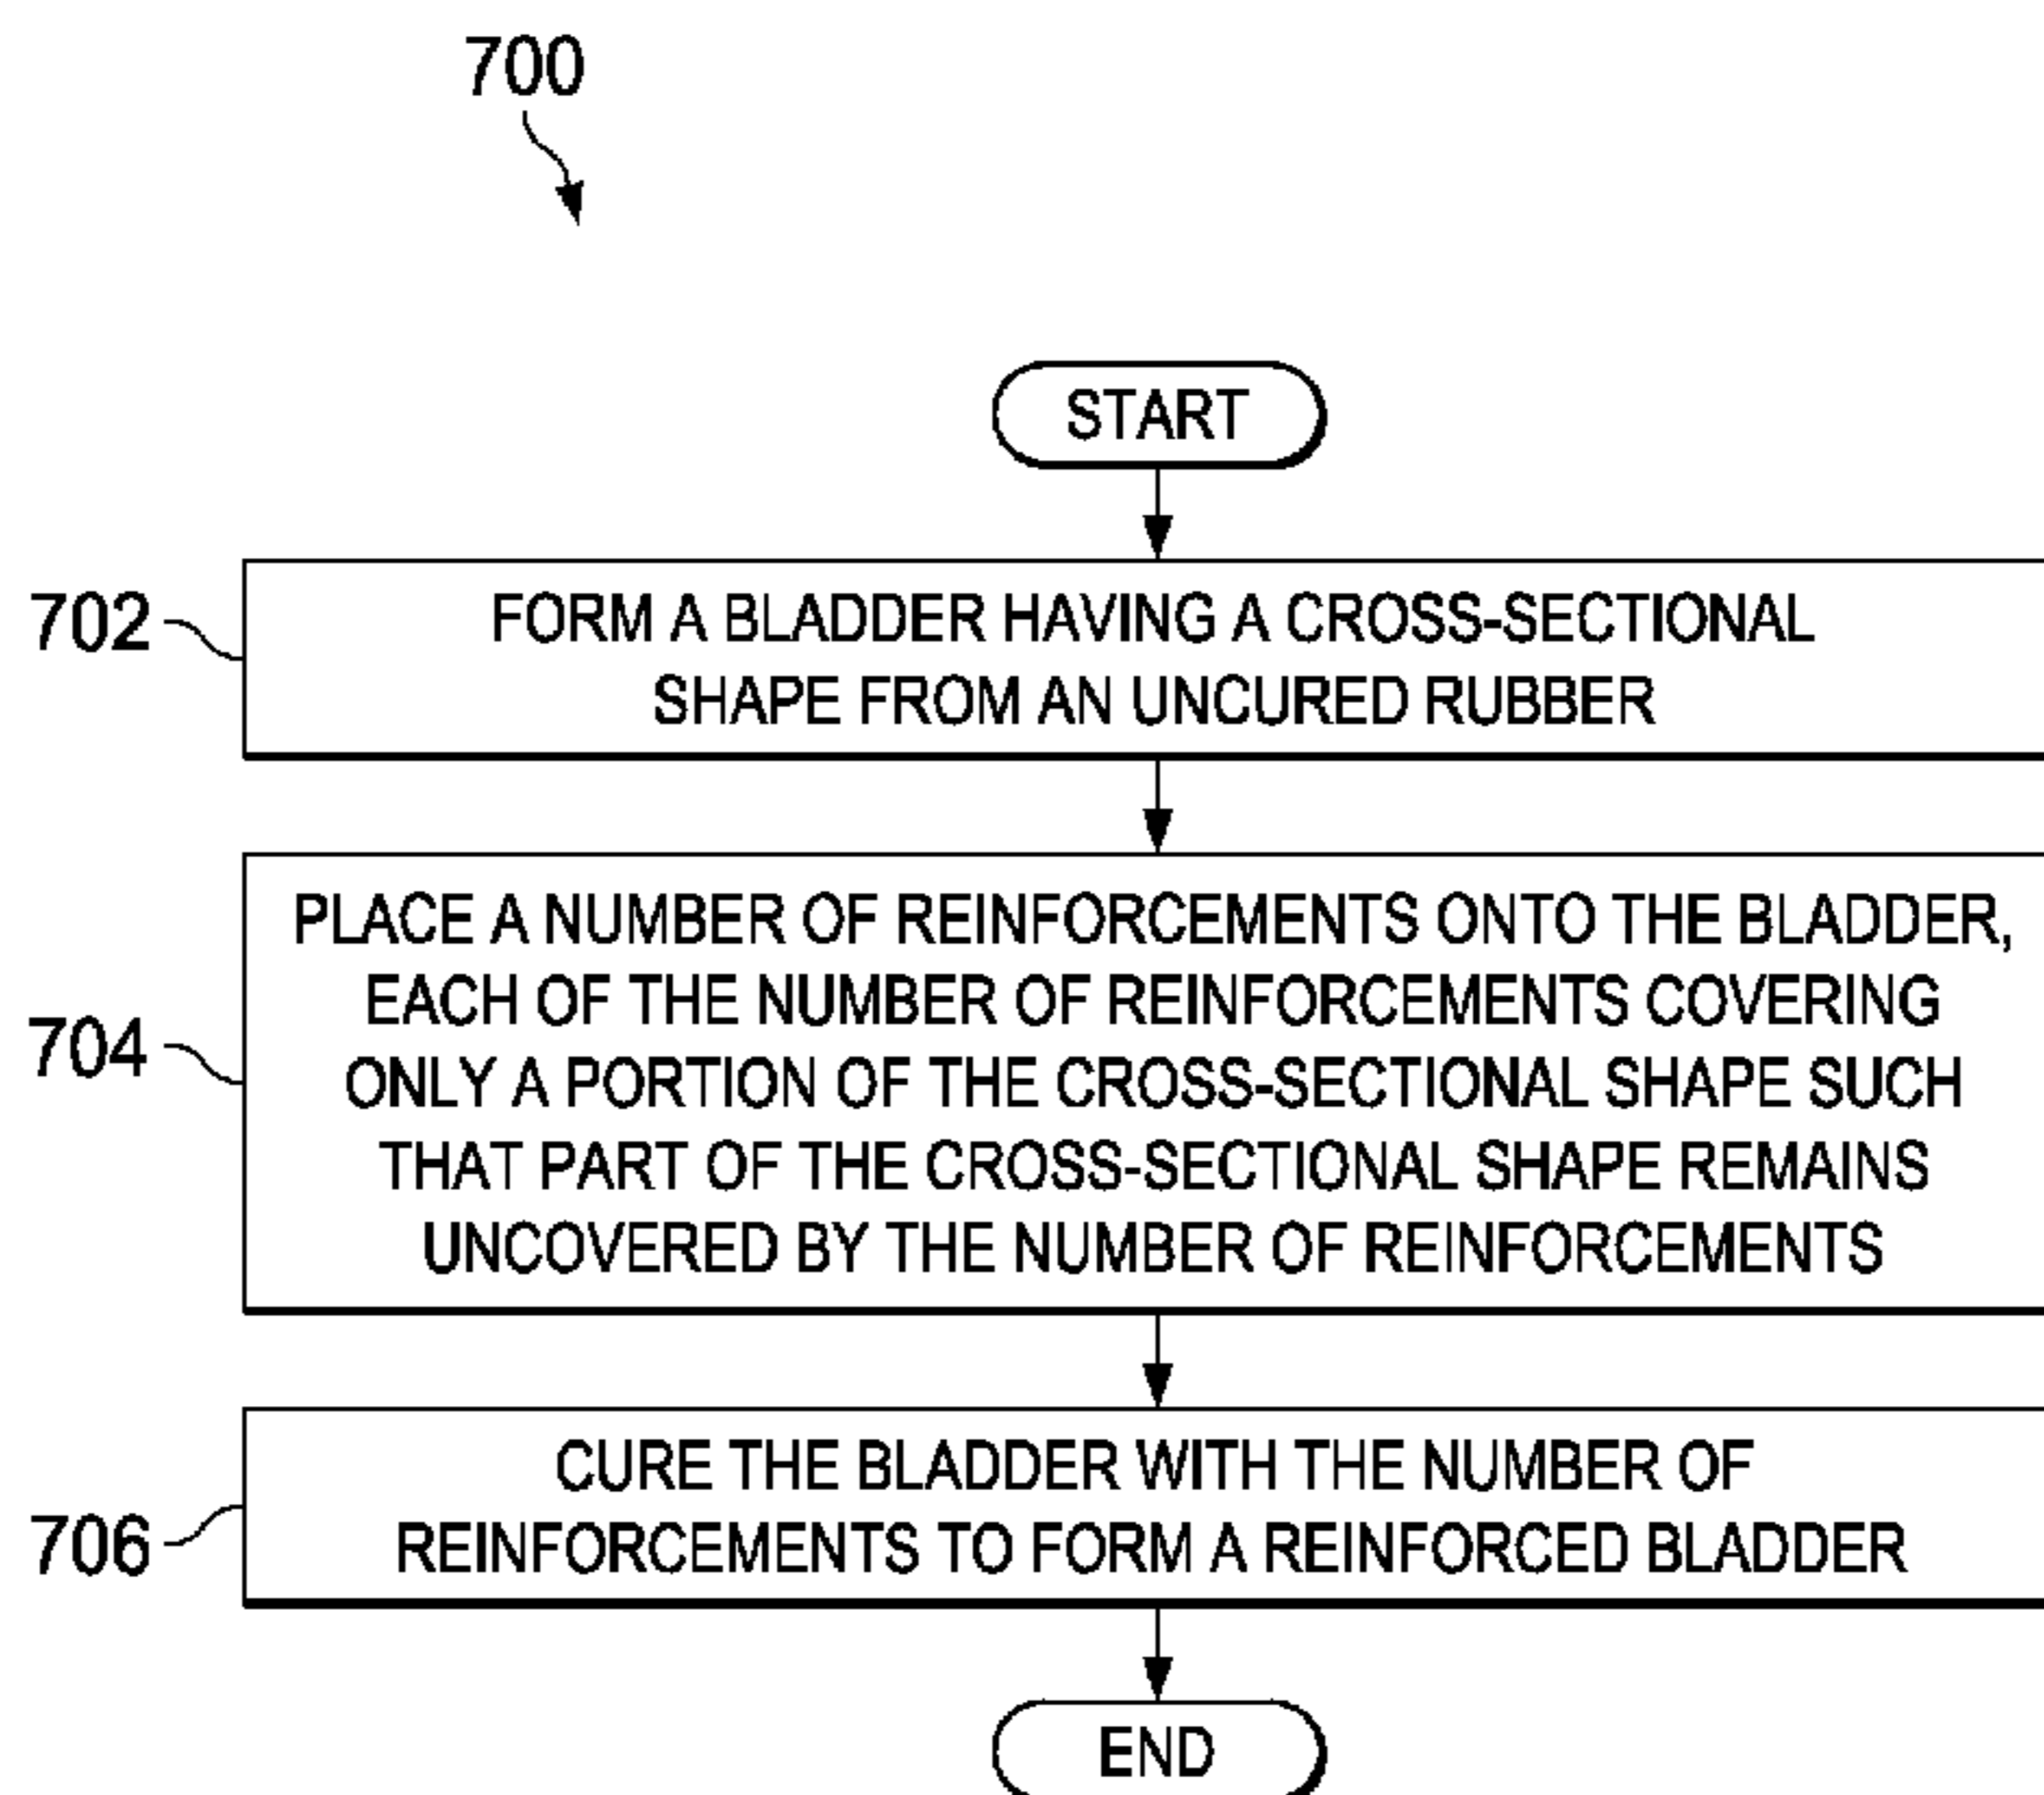 700
START
702
FORM A BLADDER HAVING A CROSS-SECTIONAL
SHAPE FROM AN UNCURED RUBBER
704
PLACE A NUMBER OF REINFORCEMENTS ONTO THE BLADDER,
EACH OF THE NUMBER OF REINFORCEMENTS COVERING
ONLY A PORTION OF THE CROSS-SECTIONAL SHAPE SUCH
THAT PART OF THE CROSS-SECTIONAL SHAPE REMAINS
UNCOVERED BY THE NUMBER OF REINFORCEMENTS
706
CURE THE BLADDER WITH THE NUMBER OF
REINFORCEMENTS TO FORM A REINFORCED BLADDER
END